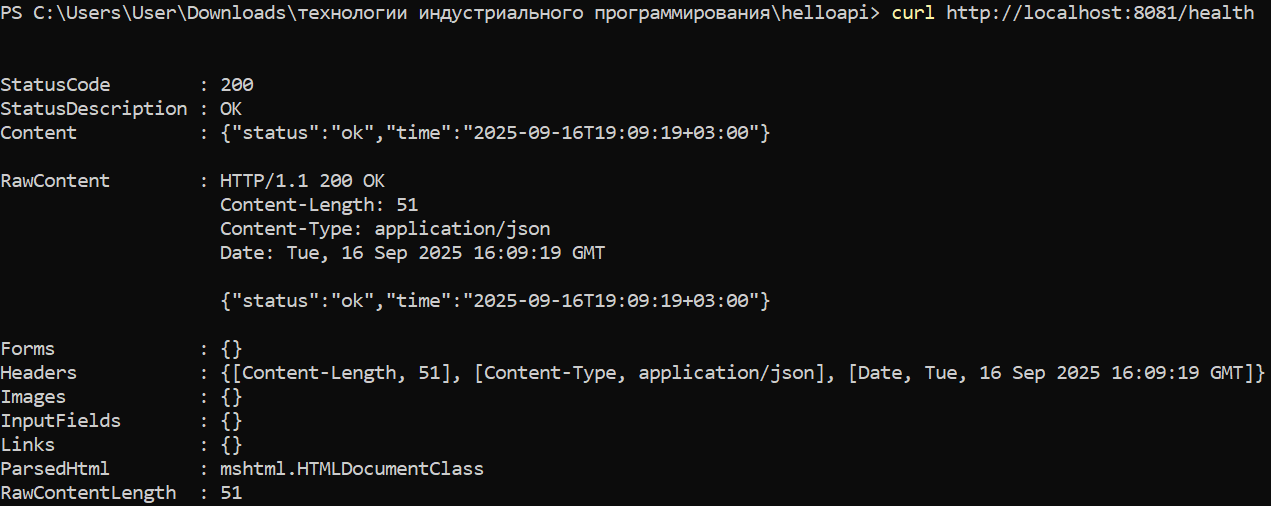 PS C:\Users\User\Downloads\технологии индустриального программирования\helloapi> curl http://localhost:8081/health
StatusCode        : 200
StatusDescription : OK
Content           : {"status":"ok","time":"2025-09-16T19:09:19+03:00"}
RawContent        : HTTP/1.1 200 OK
                    Content-Length: 51
                    Content-Type: application/json
                    Date: Tue, 16 Sep 2025 16:09:19 GMT
                    {"status":"ok","time":"2025-09-16T19:09:19+03:00"}
Forms             : {}
Headers           : {[Content-Length, 51], [Content-Type, application/json], [Date, Tue, 16 Sep 2025 16:09:19 GMT]}
Images            : {}
InputFields       : {}
Links             : {}
ParsedHtml        : mshtml.HTMLDocumentClass
RawContentLength  : 51